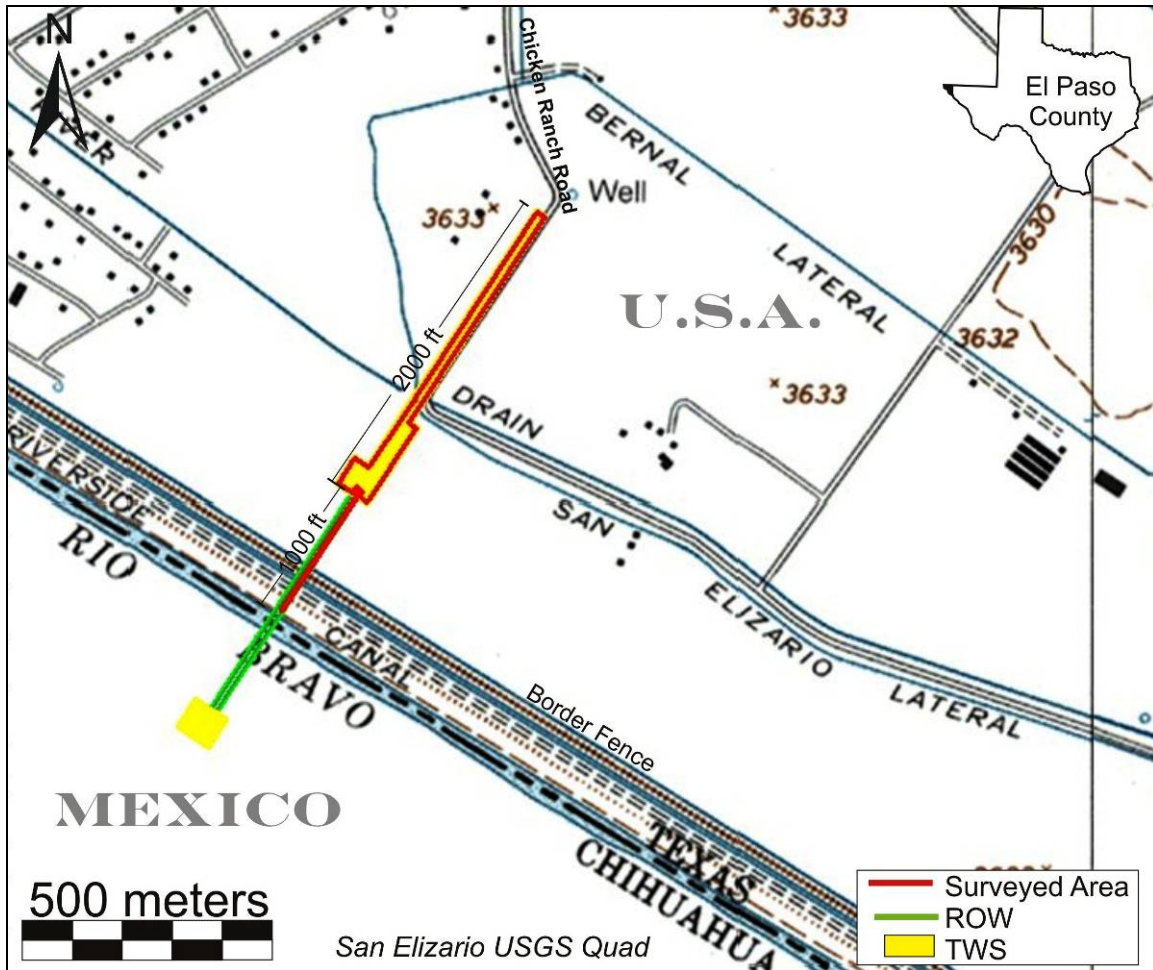 N
3633
El Paso
County
Chicken Ranch Road
RIVER
BERNAL
Well
3633
LATERAL
U.S.A.
3630
3632
2000 ft
3633
DRAIN
RIVERSIDE
SAN
1000 ft
RIO
ELIZARIO
CANAL
BRAVO
LATERAL
Border Fence
MEXICO
TEXAS
CHIHUAHUA
500 meters
San Elizario USGS Quad
Surveyed Area
ROW
TWS